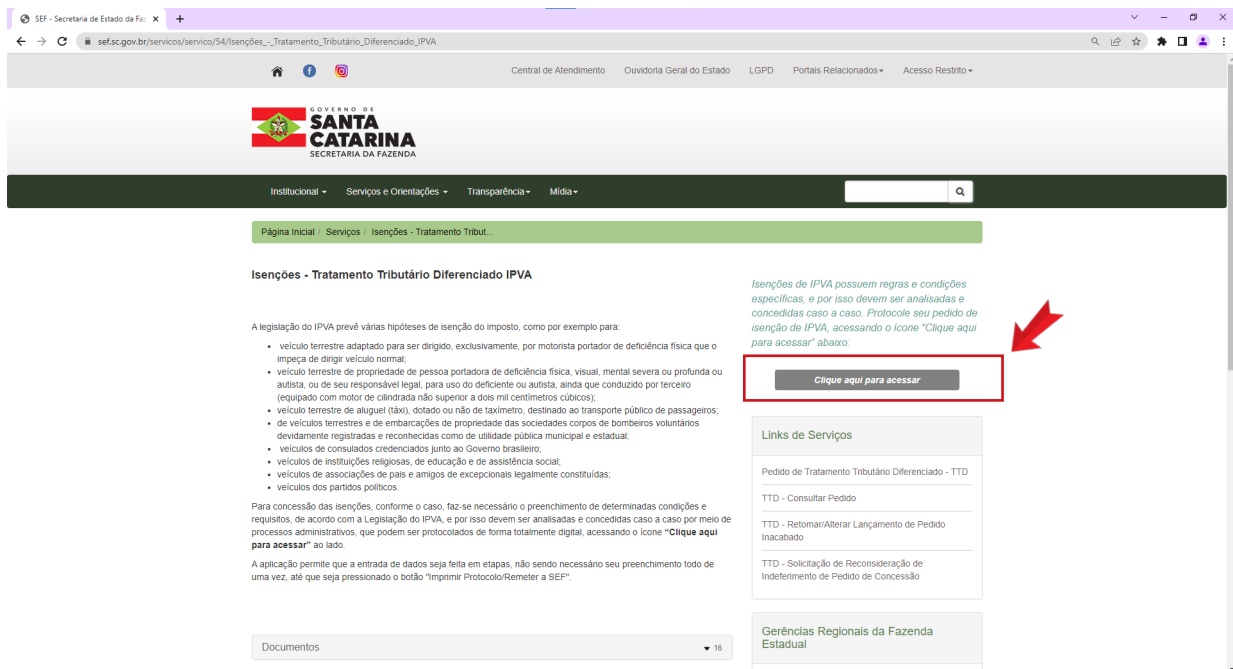 SEF - Secretaria de Estado da Faz
sef.sc.gov.br/servicos/servico/54/Isenções_-_Tratamento_Tributário_Diferenciado_IPVA
Central de Atendimento Ouvidoria Geral do Estado LGPD Portais Relacionados Acesso Restrito
GOVERNO DE
SANTA
CATARINA
SECRETARIA DA FAZENDA
Institucional Serviços e Orientações Transparência Mídia
Página Inicial / Serviços / Isenções - Tratamento Tribut...
Isenções - Tratamento Tributário Diferenciado IPVA
A legislação do IPVA prevê várias hipóteses de isenção do imposto, como por exemplo para:
• veículo terrestre adaptado para ser dirigido, exclusivamente, por motorista portador de deficiência física que o
impeça de dirigir veículo normal;
• veículo terrestre de propriedade de pessoa portadora de deficiência física, visual, mental severa ou profunda ou
autista, ou de seu responsável legal, para uso do deficiente ou autista, ainda que conduzido por terceiro
(equipado com motor de cilindrada não superior a dois mil centímetros cúbicos);
• veículo terrestre de aluguel (táxi), dotado ou não de taxímetro, destinado ao transporte público de passageiros;
• de veículos terrestres e de embarcações de propriedade das sociedades corpos de bombeiros voluntários
devidamente registradas e reconhecidas como de utilidade pública municipal e estadual;
• veículos de consulados credenciados junto ao Governo brasileiro;
• veículos de instituições religiosas, de educação e de assistência social;
• veículos de associações de pais e amigos de excepcionais legalmente constituídas;
• veículos dos partidos políticos.
Para concessão das isenções, conforme o caso, faz-se necessário o preenchimento de determinadas condições e
requisitos, de acordo com a Legislação do IPVA, e por isso devem ser analisadas e concedidas caso a caso por meio de
processos administrativos, que podem ser protocolados de forma totalmente digital, acessando o ícone “Clique aqui
para acessar” ao lado.
A aplicação permite que a entrada de dados seja feita em etapas, não sendo necessário seu preenchimento todo de
uma vez, até que seja pressionado o botão "Imprimir Protocolo/Remeter a SEF".
Documentos 16
Isenções de IPVA possuem regras e condições
específicas, e por isso devem ser analisadas e
concedidas caso a caso. Protocole seu pedido de
isenção de IPVA, acessando o ícone "Clique aqui
para acessar" abaixo:
Clique aqui para acessar
Links de Serviços
Pedido de Tratamento Tributário Diferenciado - TTD
TTD - Consultar Pedido
TTD - Retomar/Alterar Lançamento de Pedido
Inacabado
TTD - Solicitação de Reconsideração de
Indeferimento de Pedido de Concessão
Gerências Regionais da Fazenda
Estadual